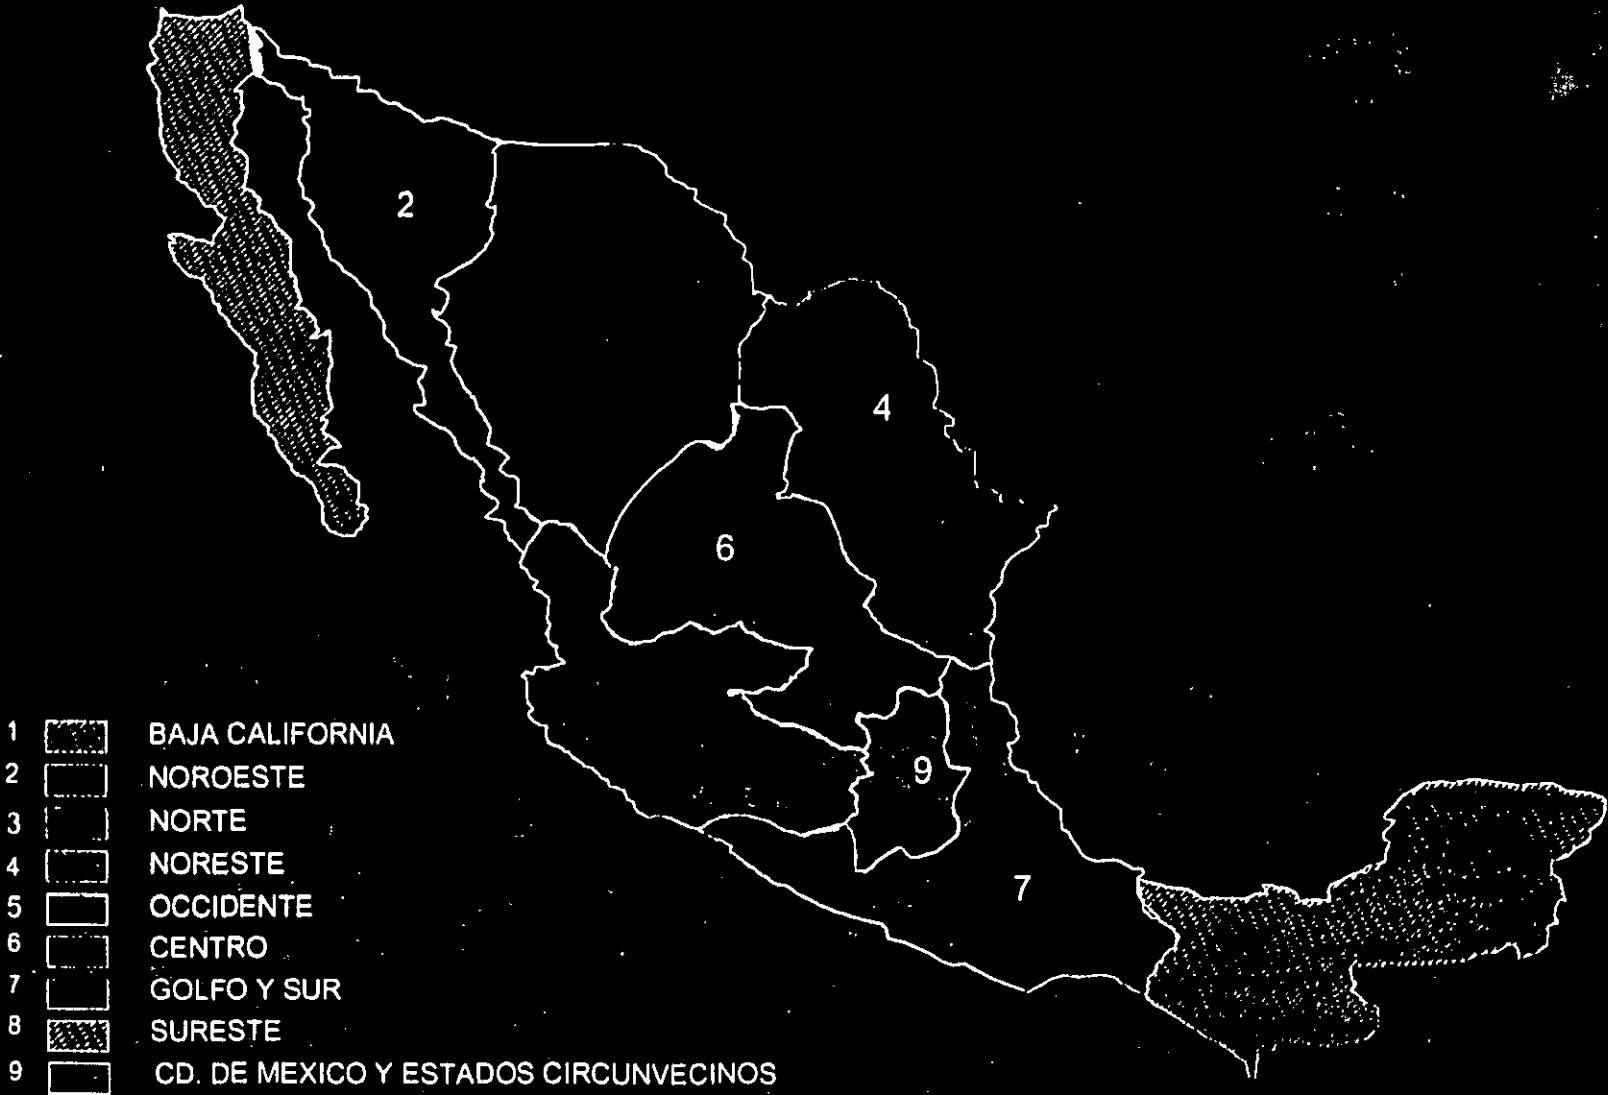 2
4
6
9
7
1 BAJA CALIFORNIA
2 NOROESTE
3 NORTE
4 NORESTE
5 OCCIDENTE
6 CENTRO
7 GOLFO Y SUR
8 SURESTE
9 CD. DE MEXICO Y ESTADOS CIRCUNVECINOS